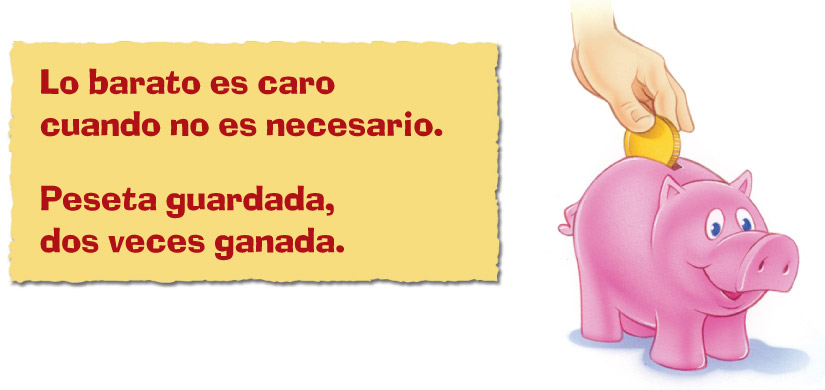 Lo barato es caro
cuando no es necesario.
Peseta guardada,
dos veces ganada.